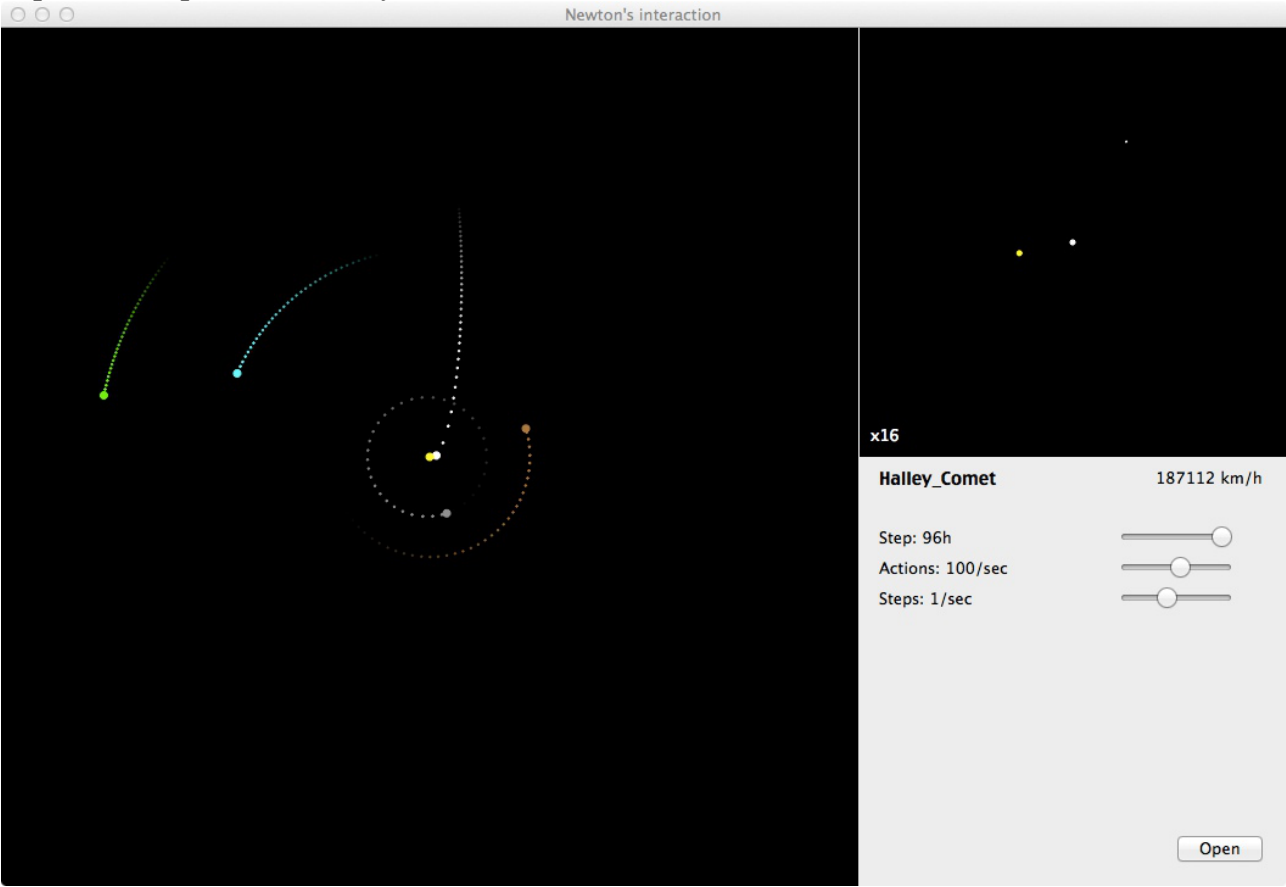 Newton's interaction
x16
Halley_Comet 187112 km/h
Step: 96h
Actions: 100/sec
Steps: 1/sec
Open